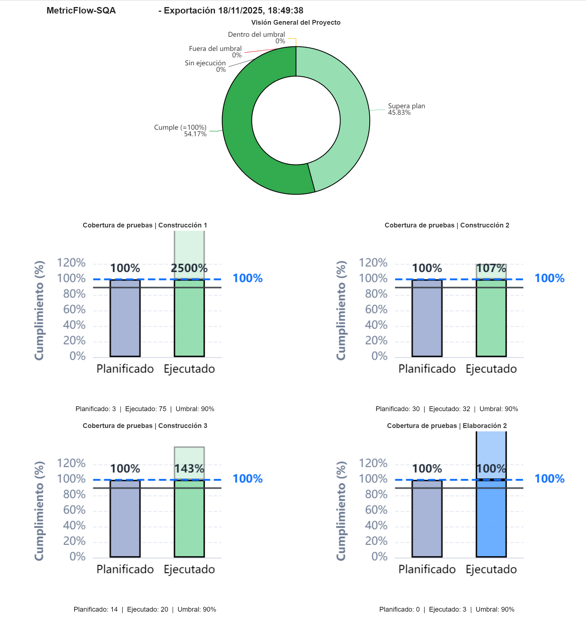 MetricFlow-SQA - Exportación 18/11/2025, 18:49:38
Visión General del Proyecto
Dentro del umbral
0%
Fuera del umbral
0%
Sin ejecución
0%
Supera plan
45.83%
Cumple (=100%)
54.17%
Cobertura de pruebas | Construcción 1
Cumplimiento (%)
120%
100%
80%
60%
40%
20%
0%
100%
2500%
100%
Planificado
Ejecutado
Planificado: 3 | Ejecutado: 75 | Umbral: 90%
Cobertura de pruebas | Construcción 2
Cumplimiento (%)
120%
100%
80%
60%
40%
20%
0%
100%
107%
100%
Planificado
Ejecutado
Planificado: 30 | Ejecutado: 32 | Umbral: 90%
Cobertura de pruebas | Construcción 3
Cumplimiento (%)
120%
100%
80%
60%
40%
20%
0%
100%
143%
100%
Planificado
Ejecutado
Planificado: 14 | Ejecutado: 20 | Umbral: 90%
Cobertura de pruebas | Elaboración 2
Cumplimiento (%)
120%
100%
80%
60%
40%
20%
0%
100%
100%
100%
Planificado
Ejecutado
Planificado: 0 | Ejecutado: 3 | Umbral: 90%